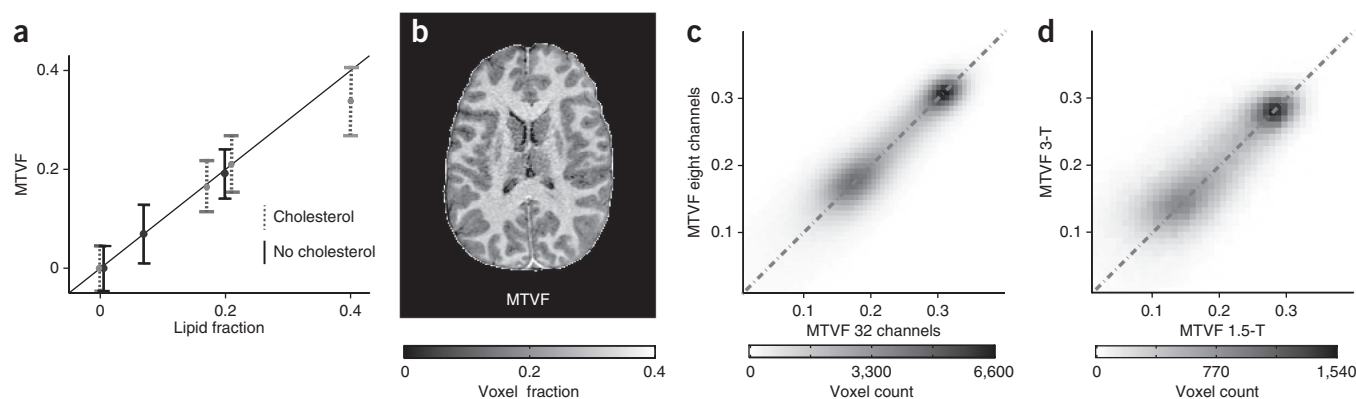 a
MTVF
0.4
0.2
0
0
0.2
0.4
Lipid fraction
Cholesterol
No cholesterol
b
MTVF
0
0.2
0.4
Voxel fraction
c
MTVF eight channels
0.3
0.2
0.1
0.1
0.2
0.3
MTVF 32 channels
0
3,300
6,600
Voxel count
d
MTVF 3-T
0.3
0.2
0.1
0.1
0.2
0.3
MTVF 1.5-T
0
770
1,540
Voxel count